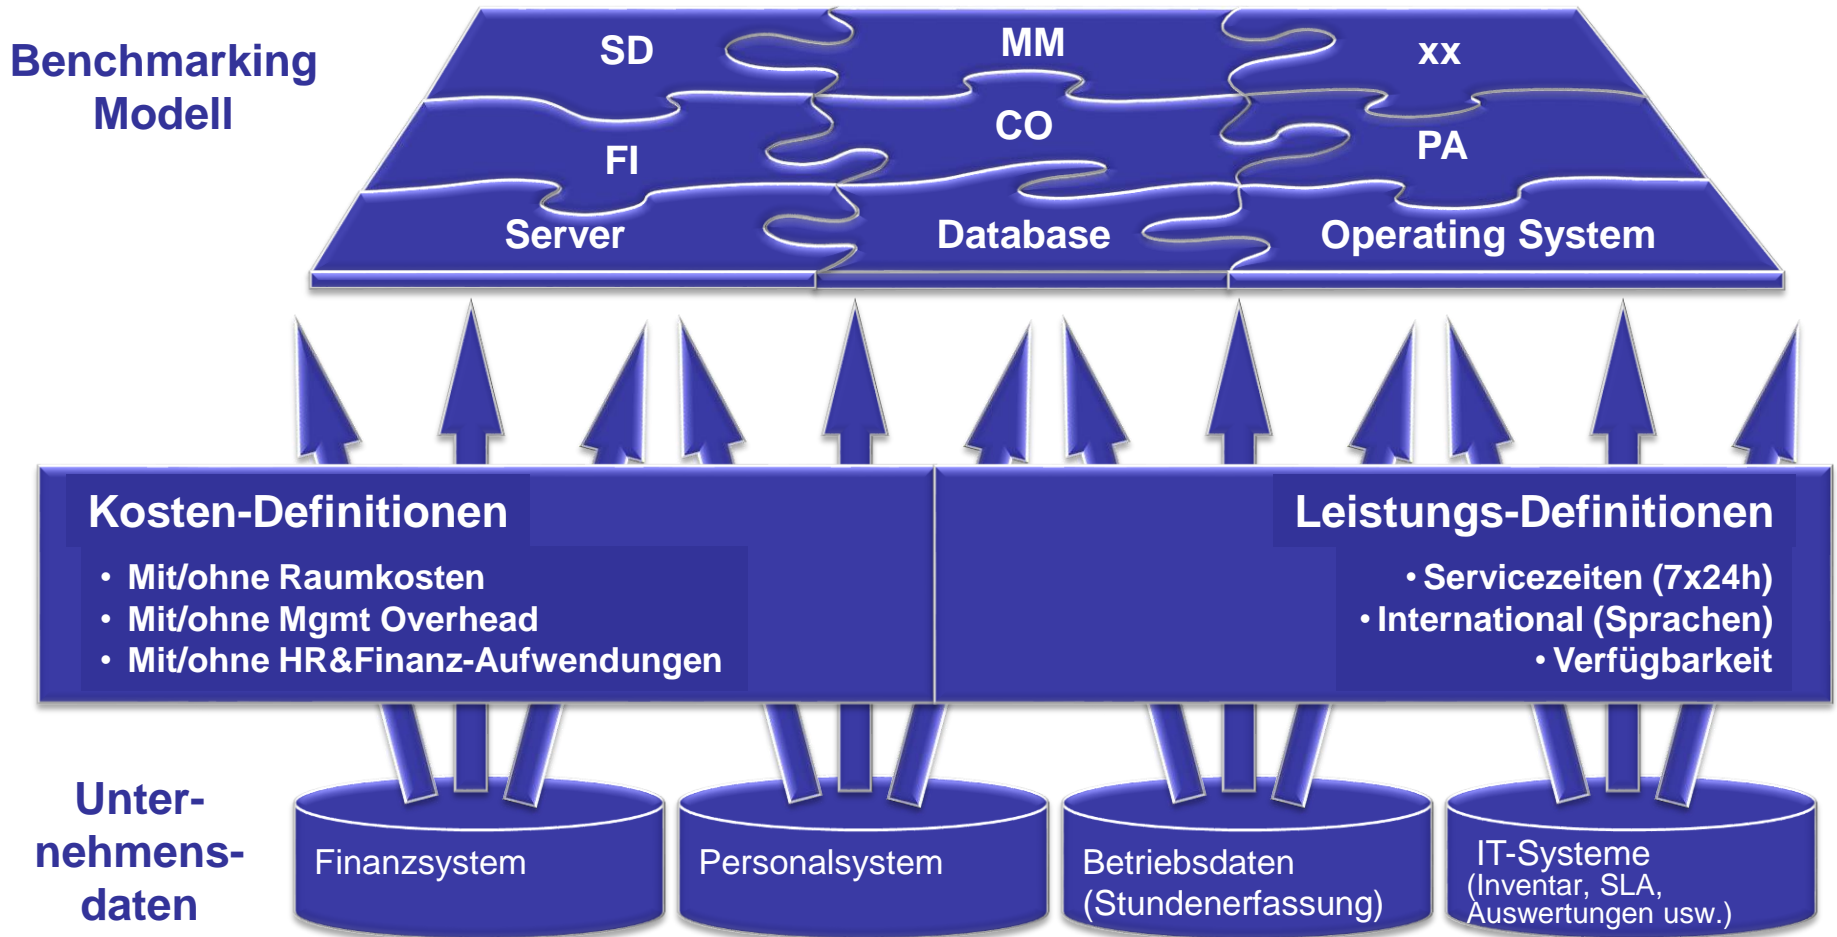 Benchmarking
Modell
SD
MM
xx
FI
CO
PA
Server
Database
Operating System
Kosten-Definitionen
• Mit/ohne Raumkosten
• Mit/ohne Mgmt Overhead
• Mit/ohne HR&Finanz-Aufwendungen
Leistungs-Definitionen
• Servicezeiten (7x24h)
• International (Sprachen)
• Verfügbarkeit
Unter-
nehmens-
daten
Finanzsystem
Personalsystem
Betriebsdaten
(Stundenerfassung)
IT-Systeme
(Inventar, SLA,
Auswertungen usw.)